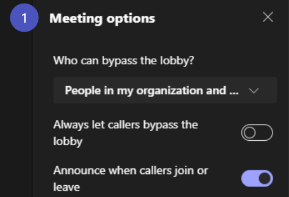 1 Meeting options
Who can bypass the lobby?
People in my organization and ...
Always let callers bypass the
lobby
Announce when callers join or
leave